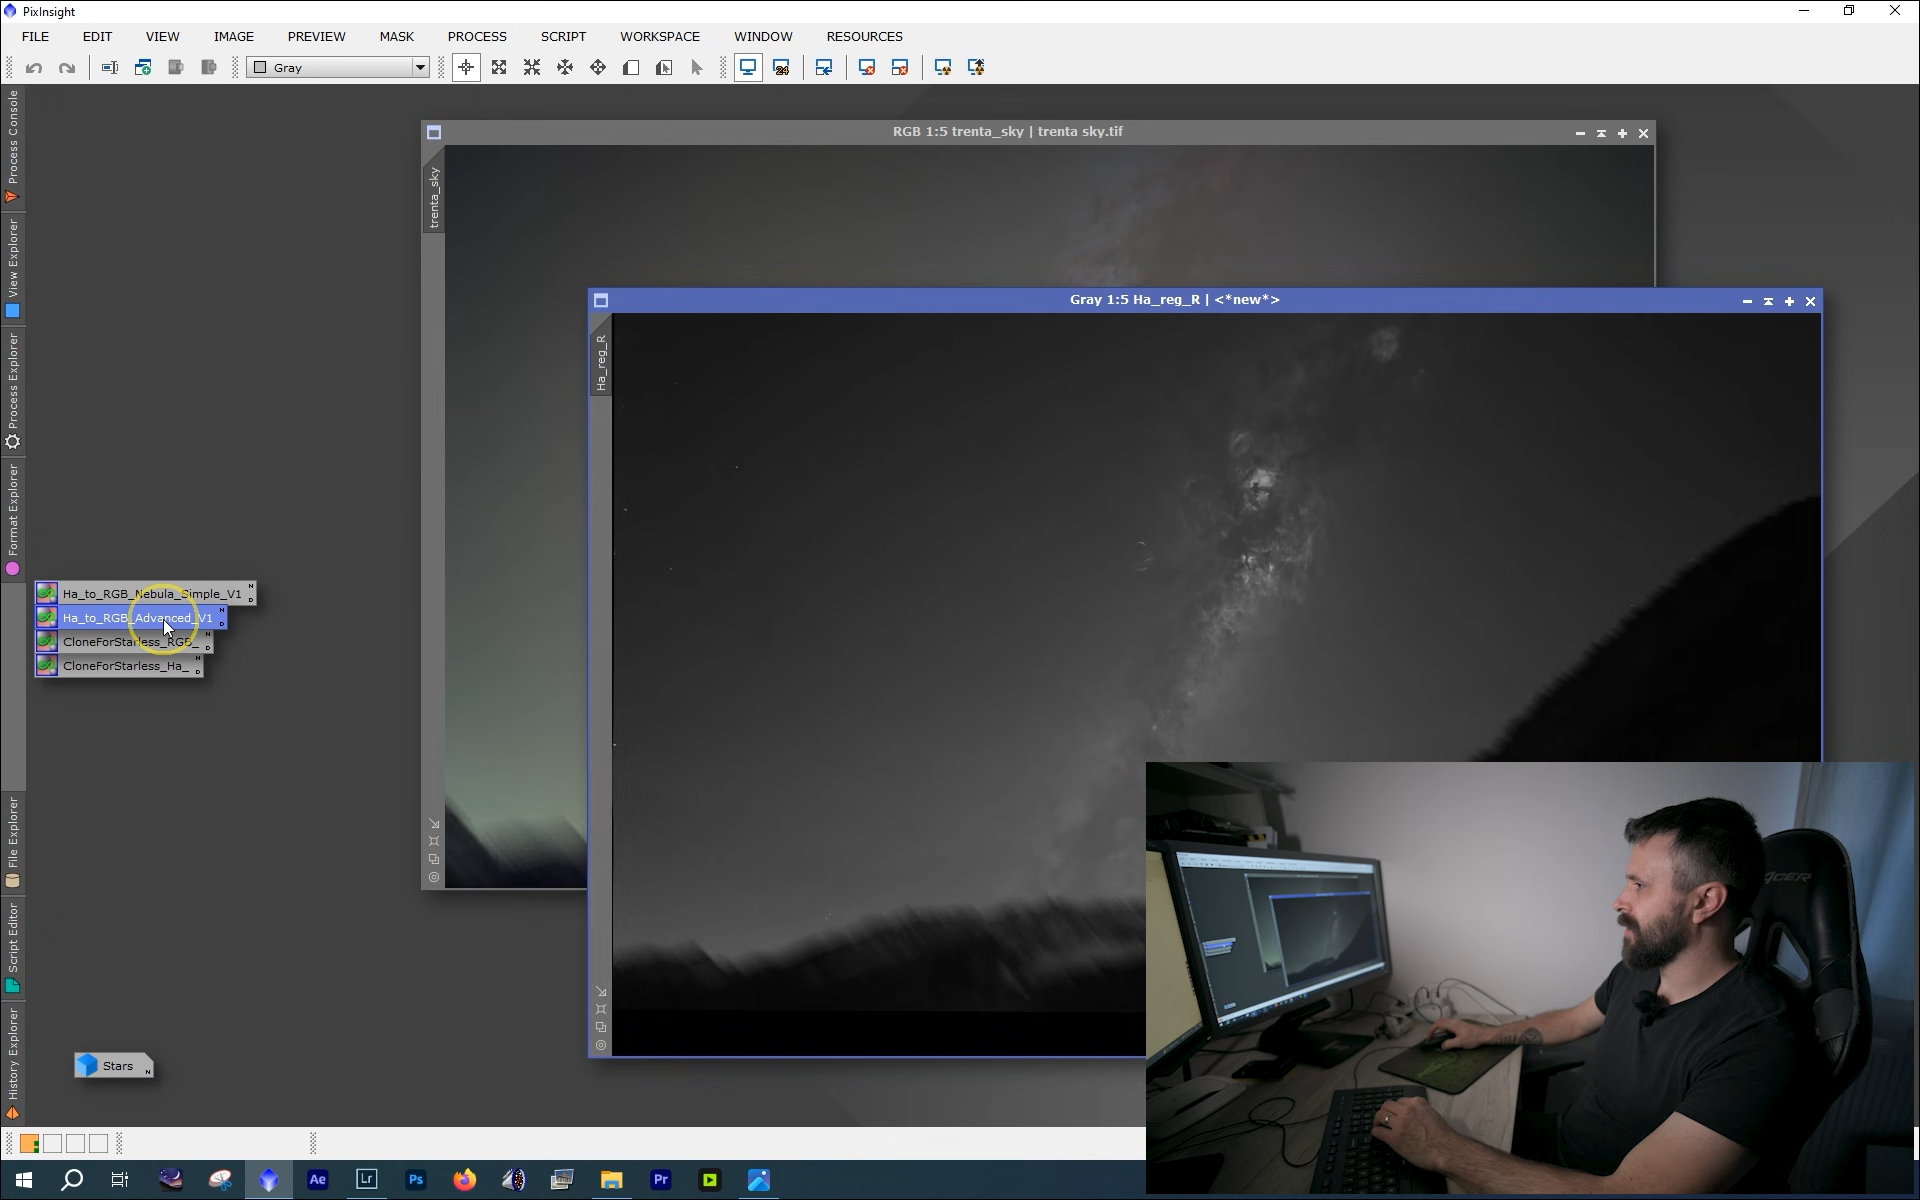 PixInsight
FILE EDIT VIEW IMAGE PREVIEW MASK PROCESS SCRIPT WORKSPACE WINDOW RESOURCES
Gray
24
Process Console
View Explorer
Process Explorer
Format Explorer
File Explorer
Script Editor
History Explorer
RGB 1:5 trenta_sky | trenta sky.tif
trenta_sky
Gray 1:5 Ha_reg_R | <*new*>
Ha_reg_R
Ha_to_RGB_Nebula_Simple_V1
N
D
Ha_to_RGB_Advanced_V1
N
D
CloneForStarless_RGB_
N
D
CloneForStarless_Ha_
N
D
Stars
N
Ae
Lr
Ps
Pr